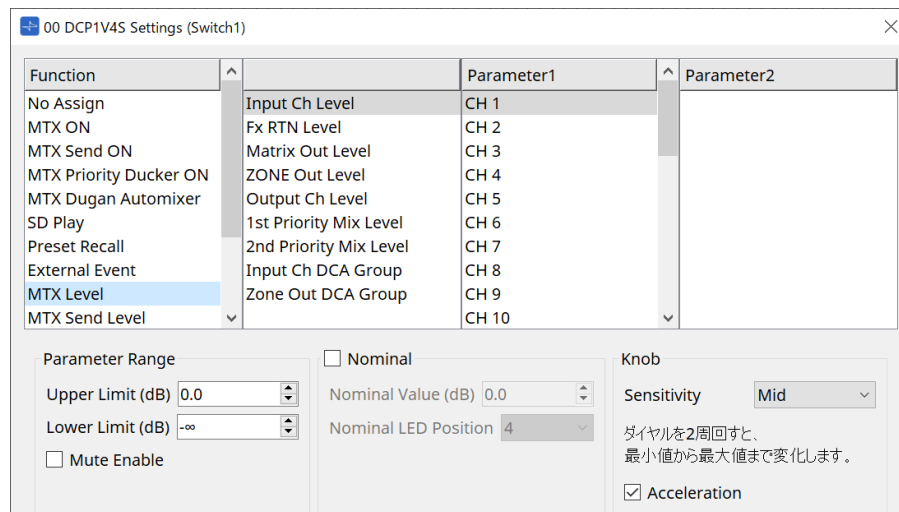 00 DCP1V4S Settings (Switch1)
Function Parameter1 Parameter2
No Assign Input Ch Level CH 1
MTX ON Fx RTN Level CH 2
MTX Send ON Matrix Out Level CH 3
MTX Priority Ducker ON ZONE Out Level CH 4
MTX Dugan Automixer Output Ch Level CH 5
SD Play 1st Priority Mix Level CH 6
Preset Recall 2nd Priority Mix Level CH 7
External Event Input Ch DCA Group CH 8
MTX Level Zone Out DCA Group CH 9
MTX Send Level CH 10
Parameter Range Nominal Knob
Upper Limit (dB) 0.0 Nominal Value (dB) 0.0 Sensitivity Mid
Lower Limit (dB) -∞ Nominal LED Position 4 ダイヤルを2周回すと、
最小値から最大値まで変化します。
Mute Enable
Acceleration